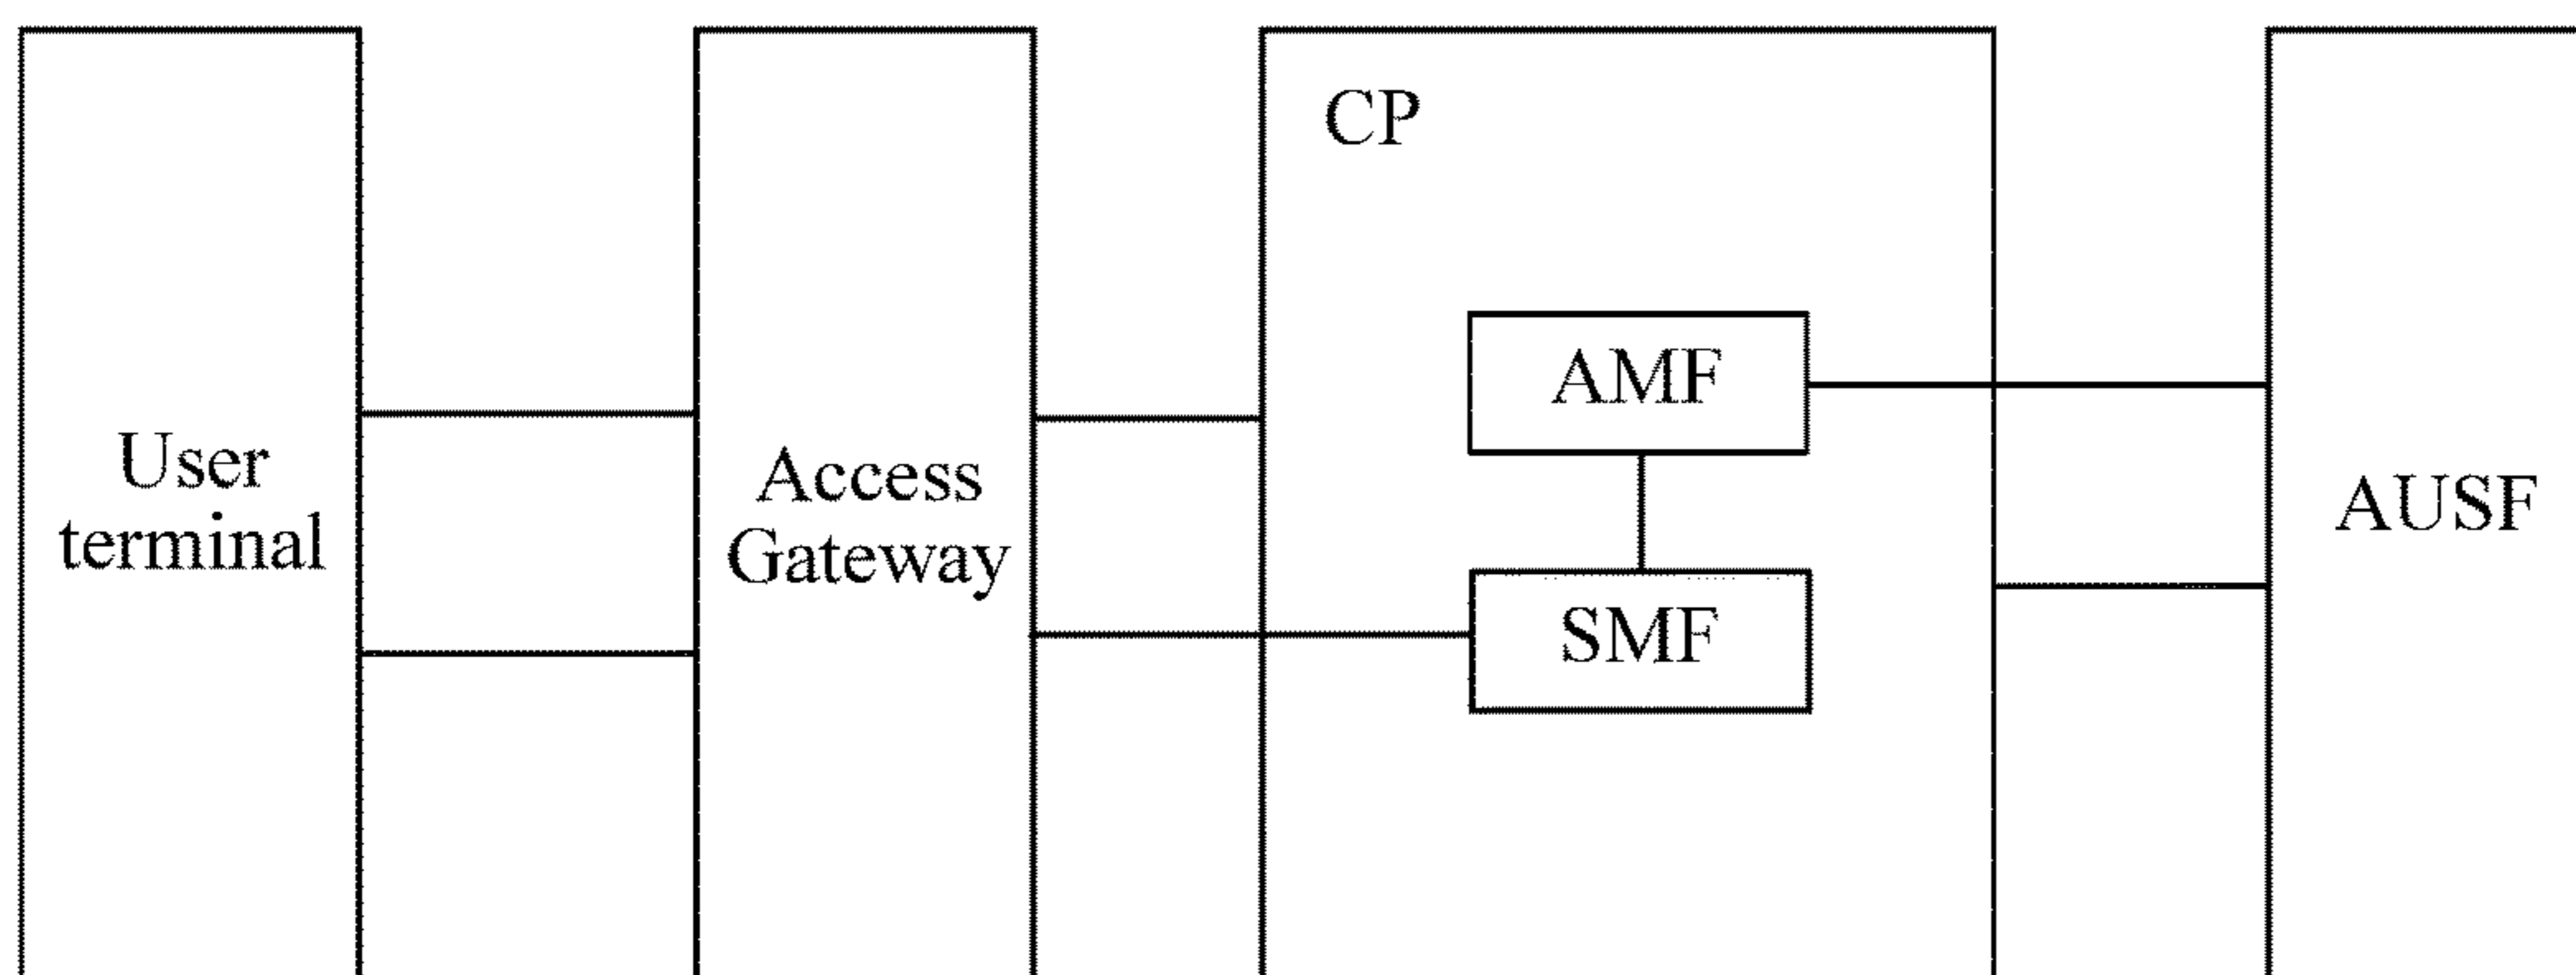 User
terminal
Access
Gateway
CP
AMF
SMF
AUSF